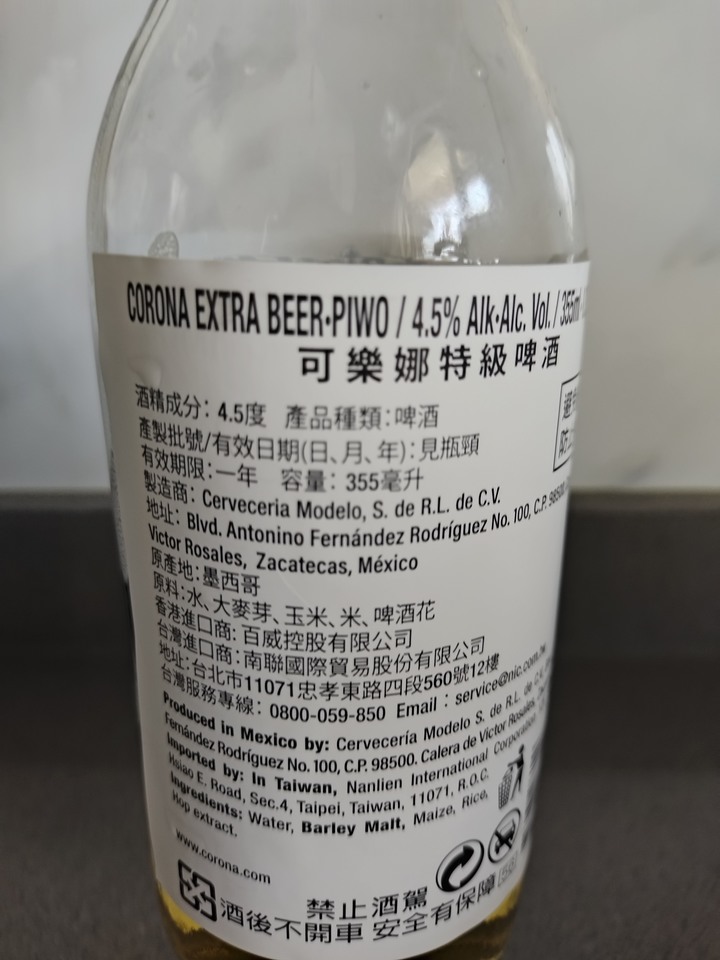 CORONA EXTRA BEER·PIWO / 4.5% Alk·Alc. Vol. / 355ml
可樂娜特級啤酒
酒精成分：4.5度 產品種類：啤酒
產製批號/有效日期(日、月、年)：見瓶頸
有效期限：一年 容量：355毫升
製造商：Cerveceria Modelo, S. de R.L. de C.V.
地址：Blvd. Antonino Fernández Rodríguez No. 100, C.P. 98500,
Victor Rosales, Zacatecas, México
原產地：墨西哥
原料：水、大麥芽、玉米、米、啤酒花
香港進口商：百威控股有限公司
台灣進口商：南聯國際貿易股份有限公司
地址：台北市11071忠孝東路四段560號12樓
台灣服務專線：0800-059-850 Email：service@nic.com.tw
Produced in Mexico by: Cervecería Modelo S. de R.L. de C.V.
Fernández Rodríguez No. 100, C.P. 98500. Calera de Victor Rosales,
Imported by: In Taiwan, Nanlien International Corporation
Hsiao E. Road, Sec.4, Taipei, Taiwan, 11071, R.O.C.
Ingredients: Water, Barley Malt, Maize, Rice,
Hop extract.
www.corona.com
禁止酒駕
酒後不開車 安全有保障